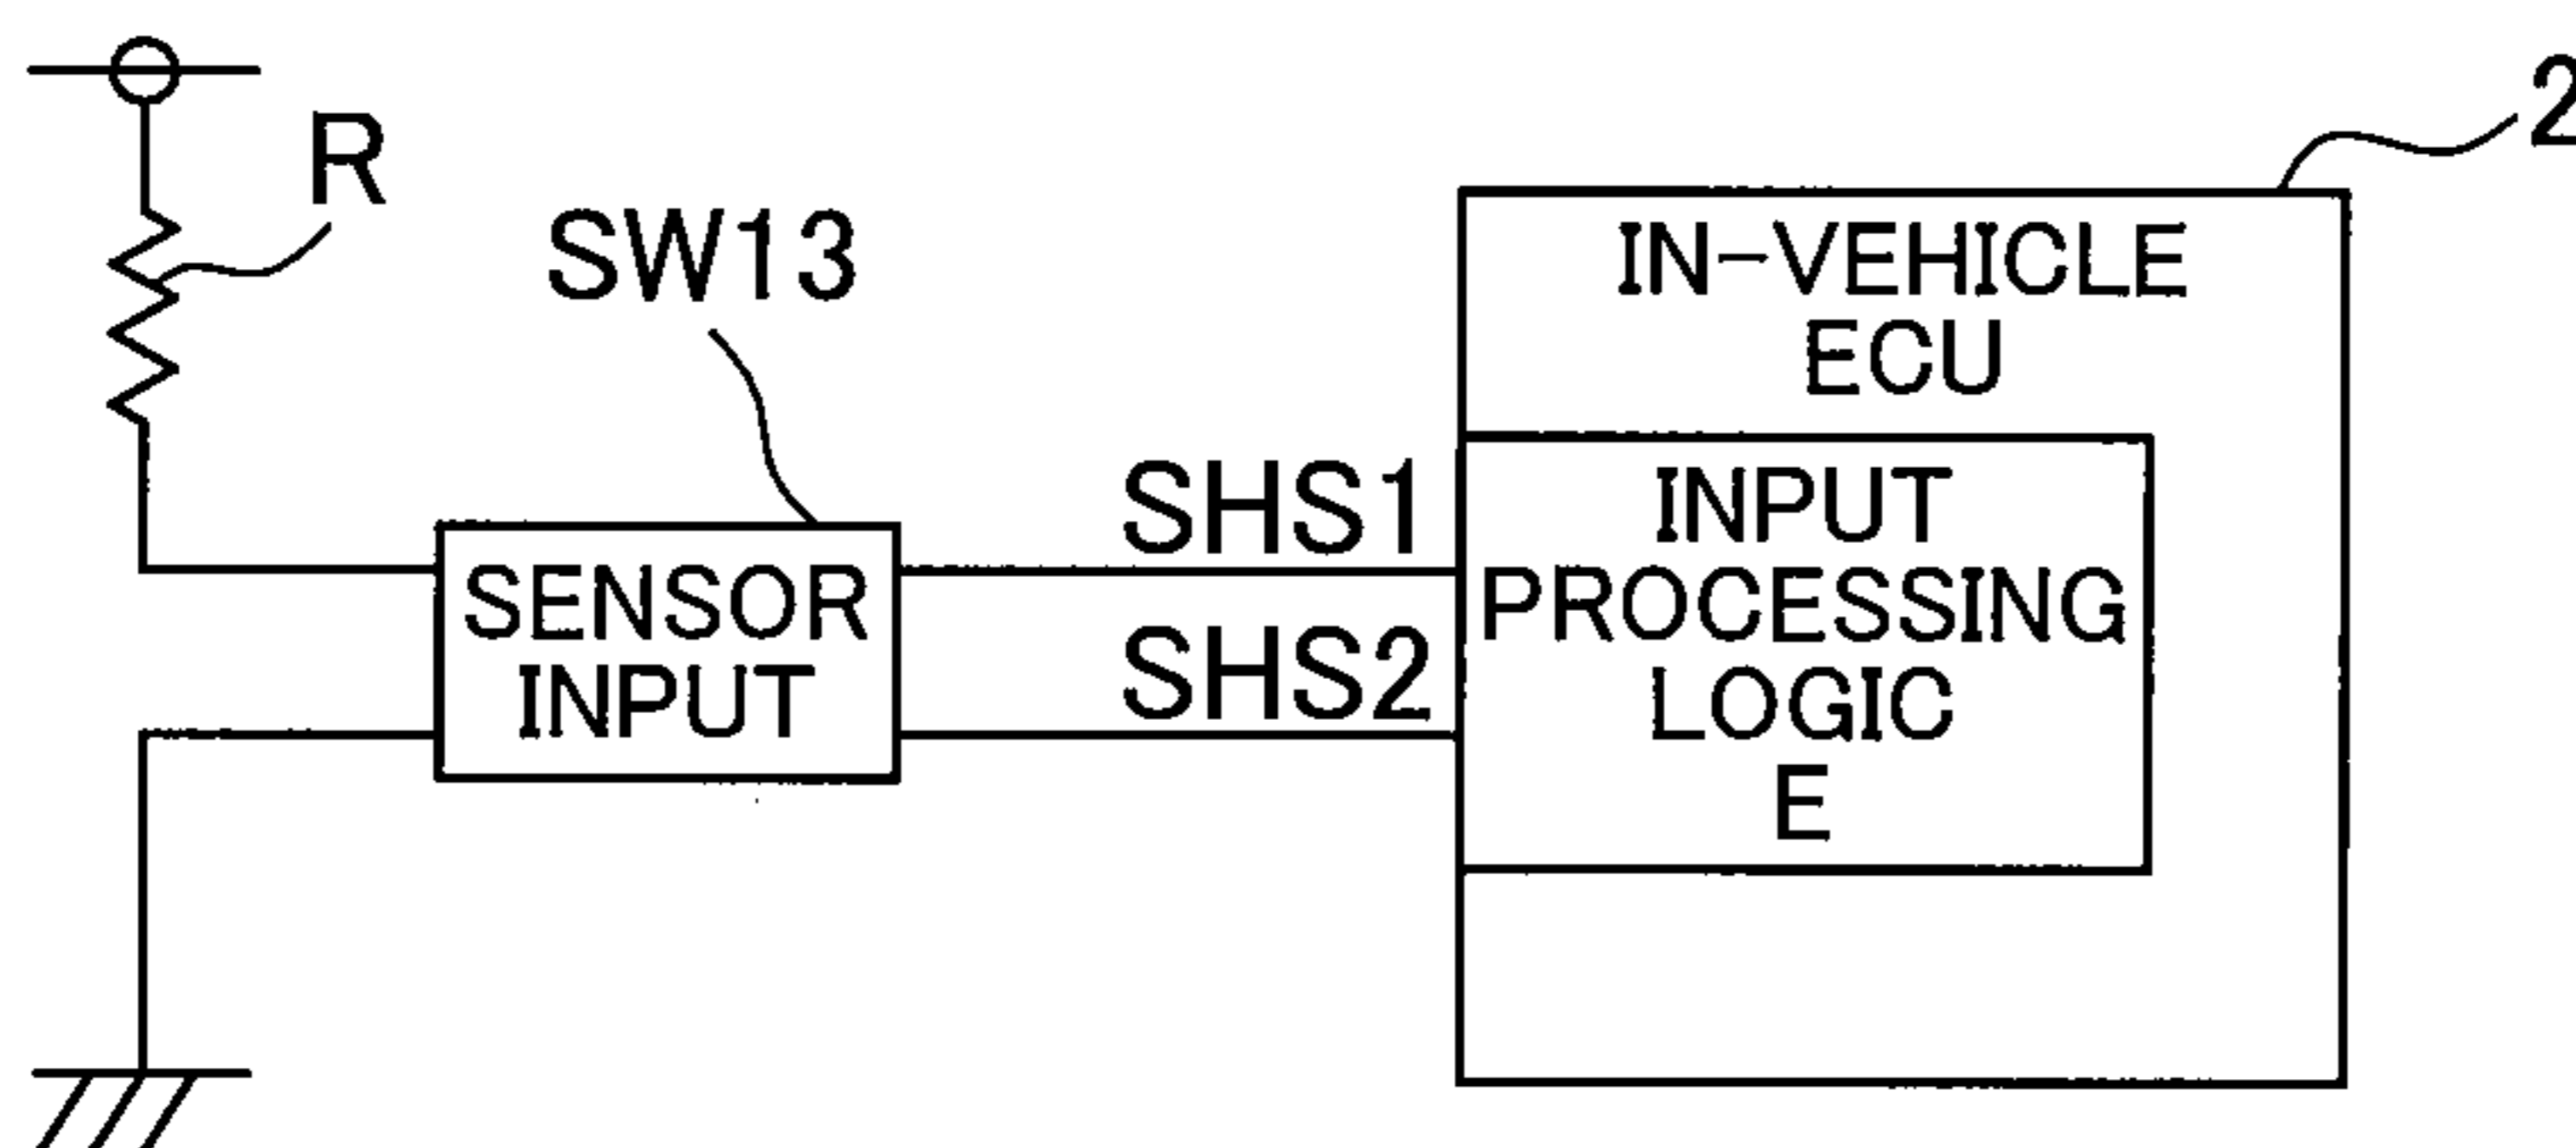 R
SW13
2
IN-VEHICLE
ECU
SENSOR
INPUT
SHS1
SHS2
INPUT
PROCESSING
LOGIC
E